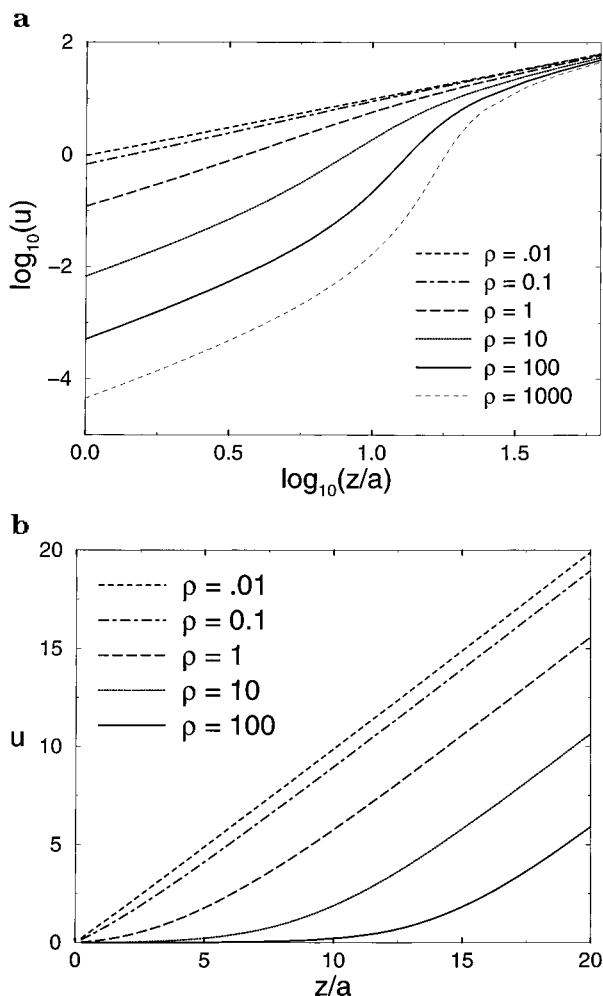 a
2
0
−2
−4
log₁₀(u)
ρ = .01
ρ = 0.1
ρ = 1
ρ = 10
ρ = 100
ρ = 1000
0.0 0.5 1.0 1.5
log₁₀(z/a)
b
20
15
10
5
0
u
ρ = .01
ρ = 0.1
ρ = 1
ρ = 10
ρ = 100
0 5 10 15 20
z/a